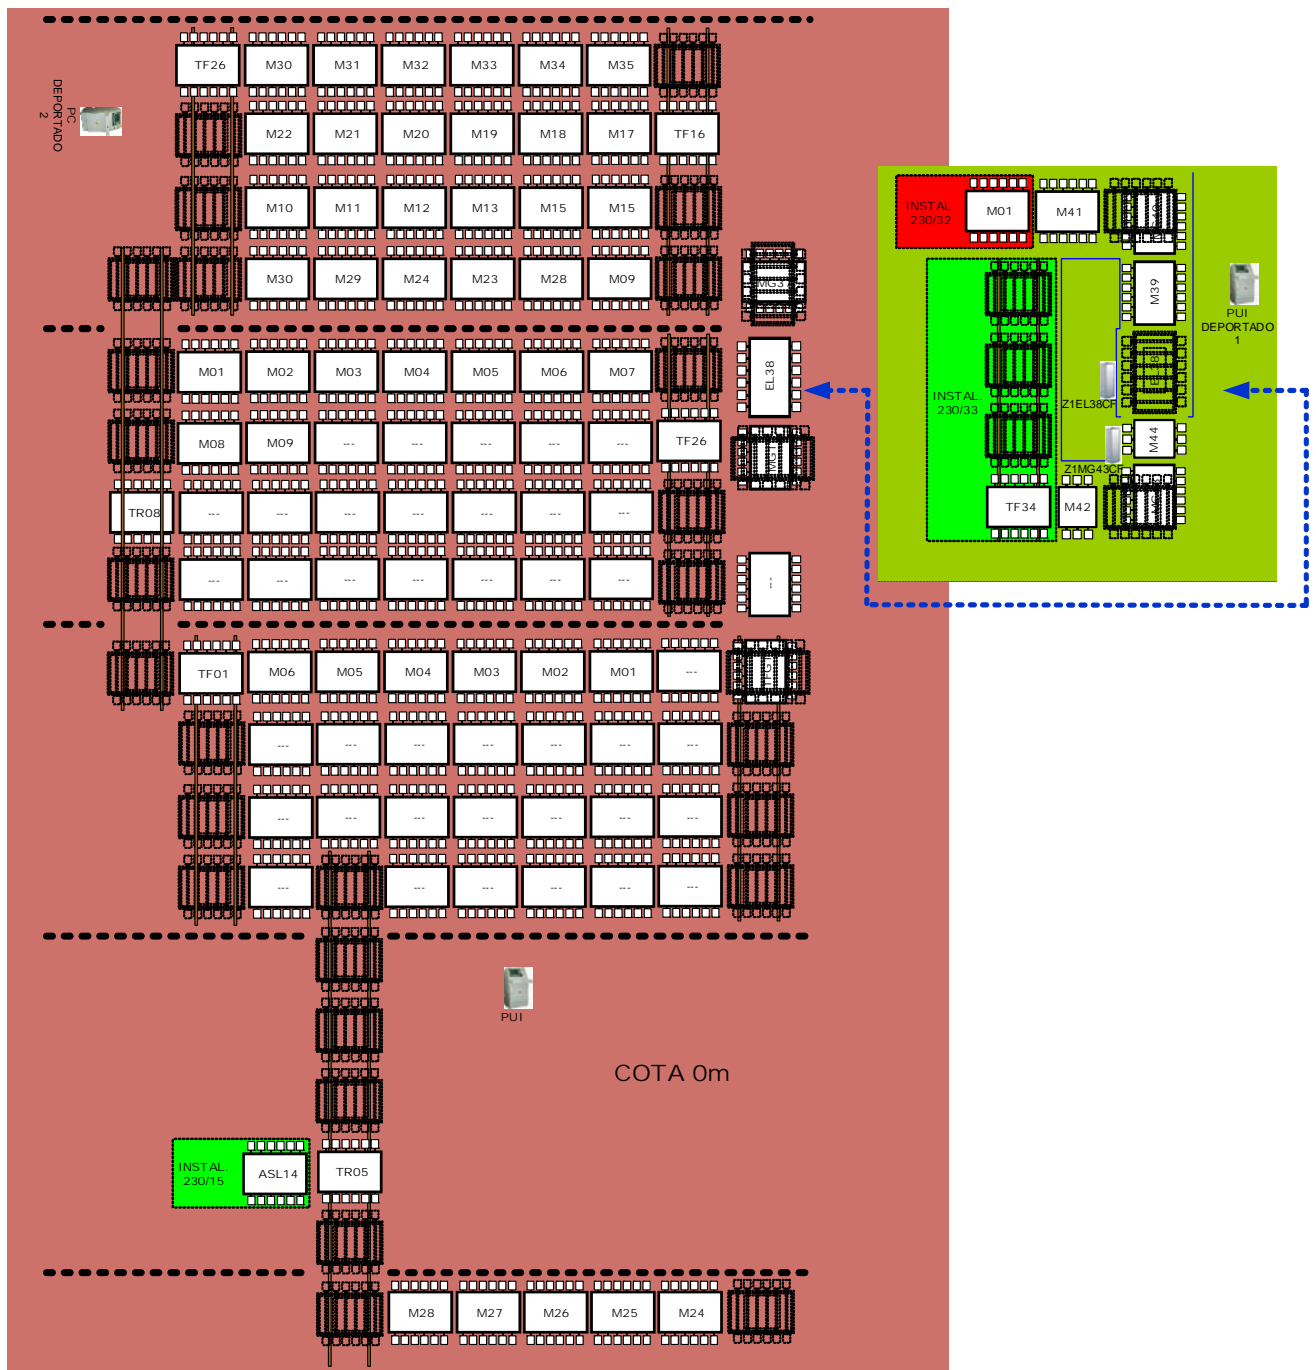 TF26 M30 M31 M32 M33 M34 M35
PC
DEPORTADO
2
M22 M21 M20 M19 M18 M17 TF16
M10 M11 M12 M13 M15 M15
M30 M29 M24 M23 M28 M09
MG37
M01 M02 M03 M04 M05 M06 M07
EL38
M08 M09 --- --- --- --- --- TF26
TR08 --- --- --- --- --- --- ---
--- --- --- --- --- --- ---
---
TF01 M06 M05 M04 M03 M02 M01 ---
--- --- --- --- --- --- ---
--- --- --- --- --- --- ---
--- --- --- --- --- ---
PUI
COTA 0m
INSTAL.
230/15
ASL14
TR05
M28 M27 M26 M25 M24
INSTAL.
230/32
M01 M41
M39
PUI
DEPORTADO
1
INSTAL.
230/33
Z1EL38CF
M44
Z1MG43CF
TF34 M42